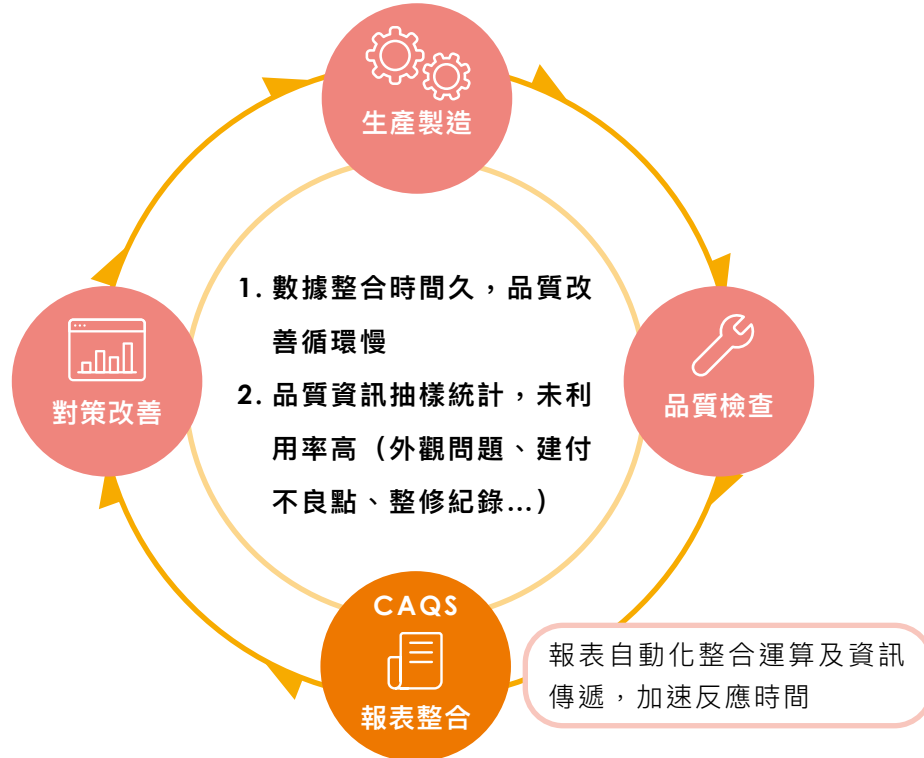 生產製造
1. 數據整合時間久，品質改
善循環慢
2. 品質資訊抽樣統計，未利
用率高（外觀問題、建付
不良點、整修紀錄...）
對策改善
品質檢查
CAQS
報表整合
報表自動化整合運算及資訊
傳遞，加速反應時間